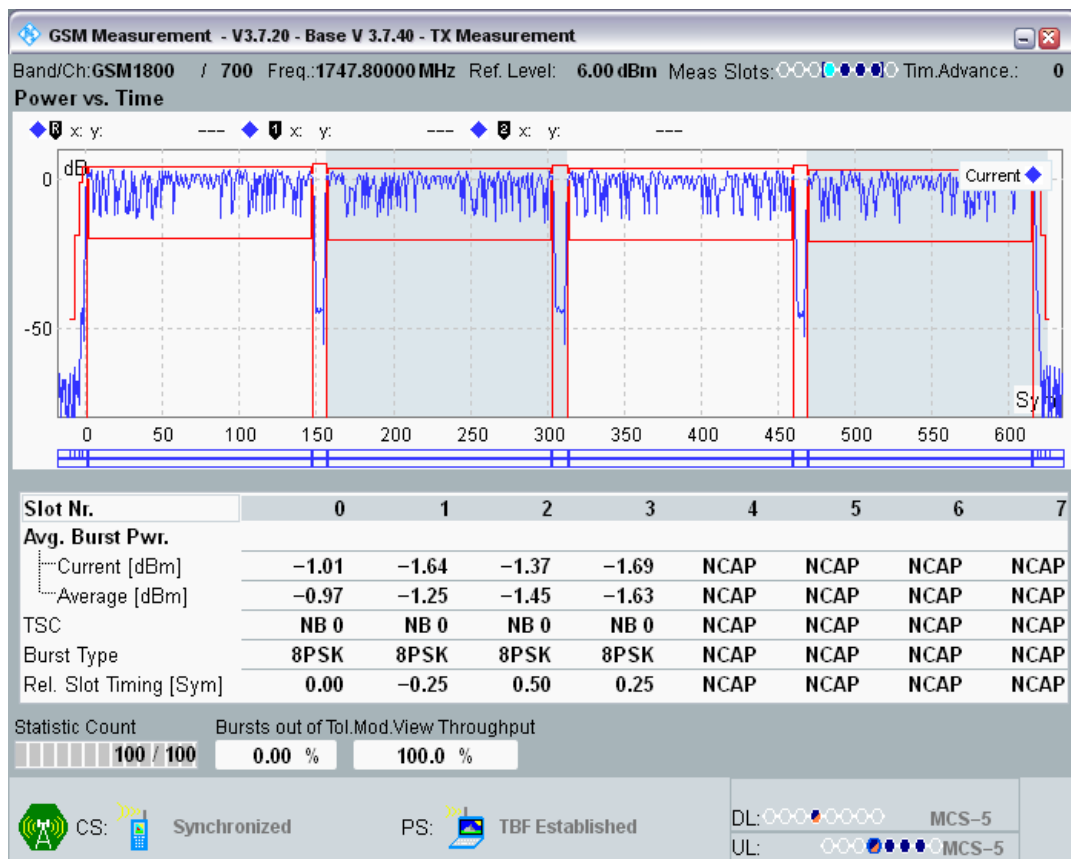 GSM Measurement - V3.7.20 - Base V 3.7.40 - TX Measurement
Band/Ch:GSM1800 / 700 Freq.:1747.80000 MHz Ref. Level: 6.00 dBm Meas Slots: Tim.Advance.: 0
Power vs. Time
R x: y: --- 1 x: y: --- 2 x: y: ---
dB
Current
0
-50
Sy
0 50 100 150 200 250 300 350 400 450 500 550 600
Slot Nr. 0 1 2 3 4 5 6 7
Avg. Burst Pwr.
Current [dBm] −1.01 −1.64 −1.37 −1.69 NCAP NCAP NCAP NCAP
Average [dBm] −0.97 −1.25 −1.45 −1.63 NCAP NCAP NCAP NCAP
TSC NB 0 NB 0 NB 0 NB 0 NCAP NCAP NCAP NCAP
Burst Type 8PSK 8PSK 8PSK 8PSK NCAP NCAP NCAP NCAP
Rel. Slot Timing [Sym] 0.00 −0.25 0.50 0.25 NCAP NCAP NCAP NCAP
Statistic Count Bursts out of Tol.Mod.View Throughput
100 / 100 0.00 % 100.0 %
CS: Synchronized PS: TBF Established
DL: MCS−5
UL: MCS−5